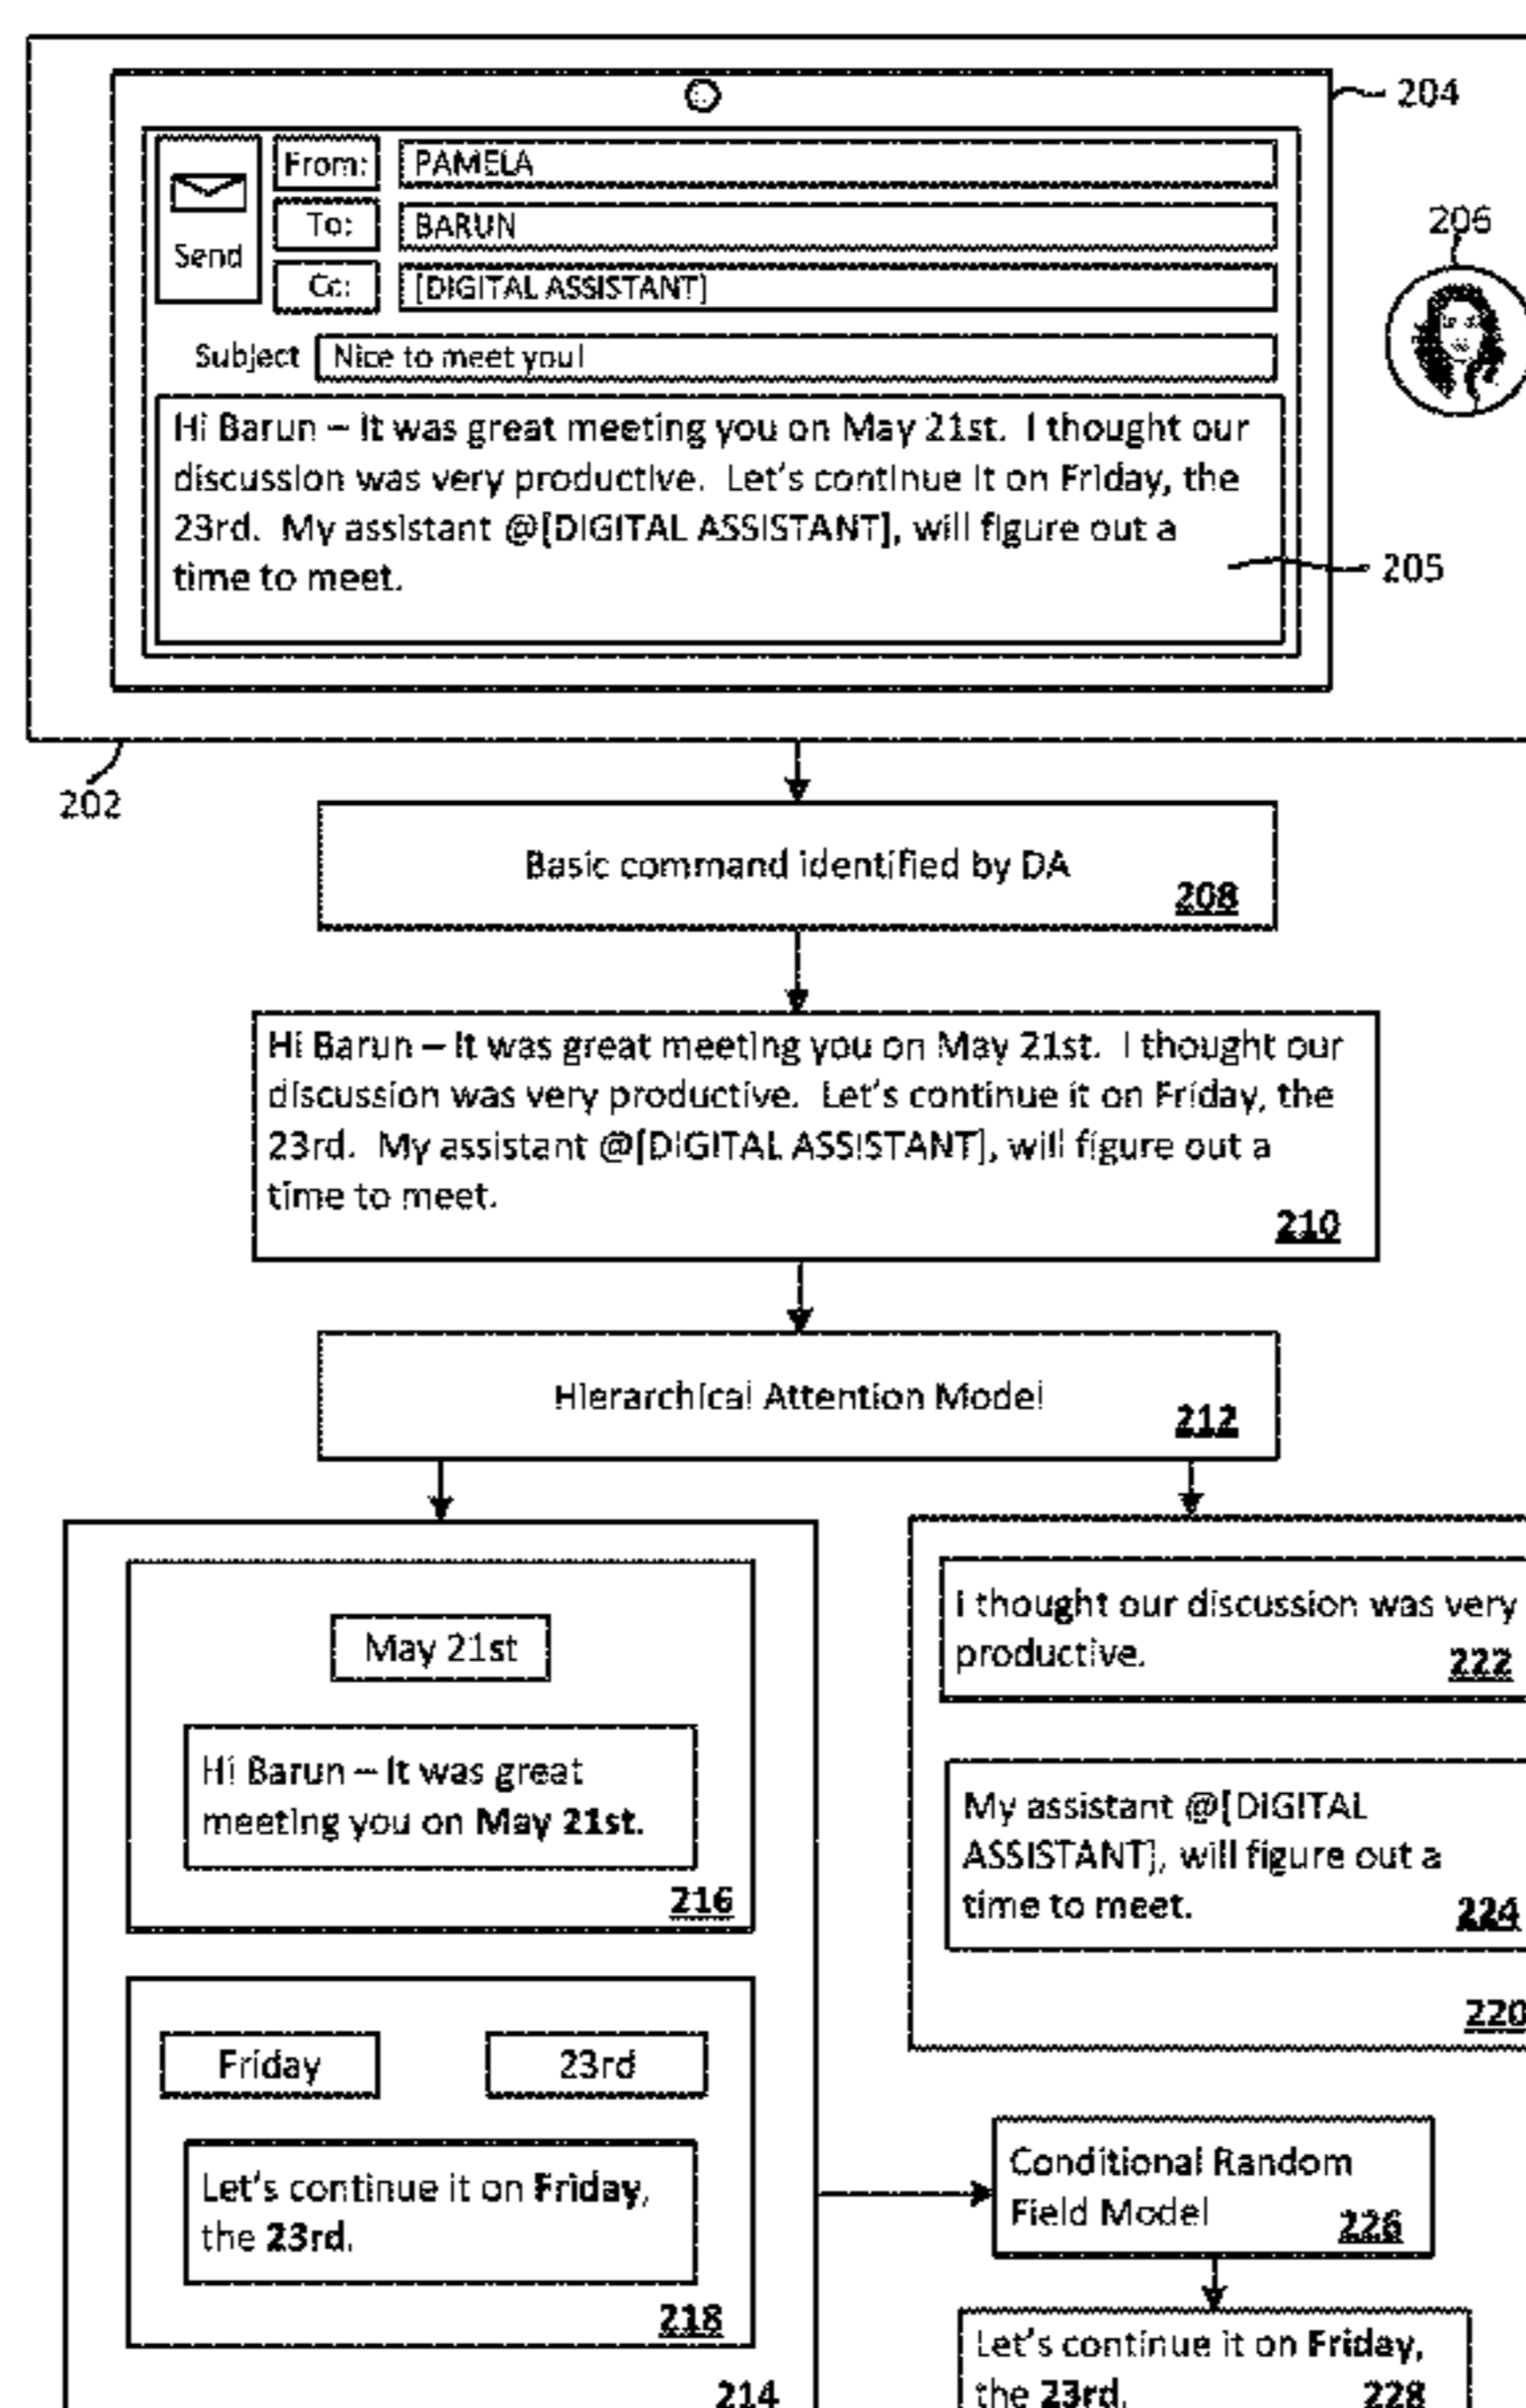 204
From: PAMELA
206
Send
To: BARUN
Cc: [DIGITAL ASSISTANT]
Subject Nice to meet you!
Hi Barun – It was great meeting you on May 21st. I thought our
discussion was very productive. Let's continue it on Friday, the
23rd. My assistant @[DIGITAL ASSISTANT], will figure out a
time to meet.
205
202
Basic command identified by DA
208
Hi Barun – It was great meeting you on May 21st. I thought our
discussion was very productive. Let's continue it on Friday, the
23rd. My assistant @[DIGITAL ASSISTANT], will figure out a
time to meet.
210
Hierarchical Attention Model
212
May 21st
Hi Barun – It was great
meeting you on May 21st.
216
Friday
23rd
Let's continue it on Friday,
the 23rd.
218
214
I thought our discussion was very
productive.
222
My assistant @[DIGITAL
ASSISTANT], will figure out a
time to meet.
224
220
Conditional Random
Field Model
226
Let's continue it on Friday,
the 23rd.
228